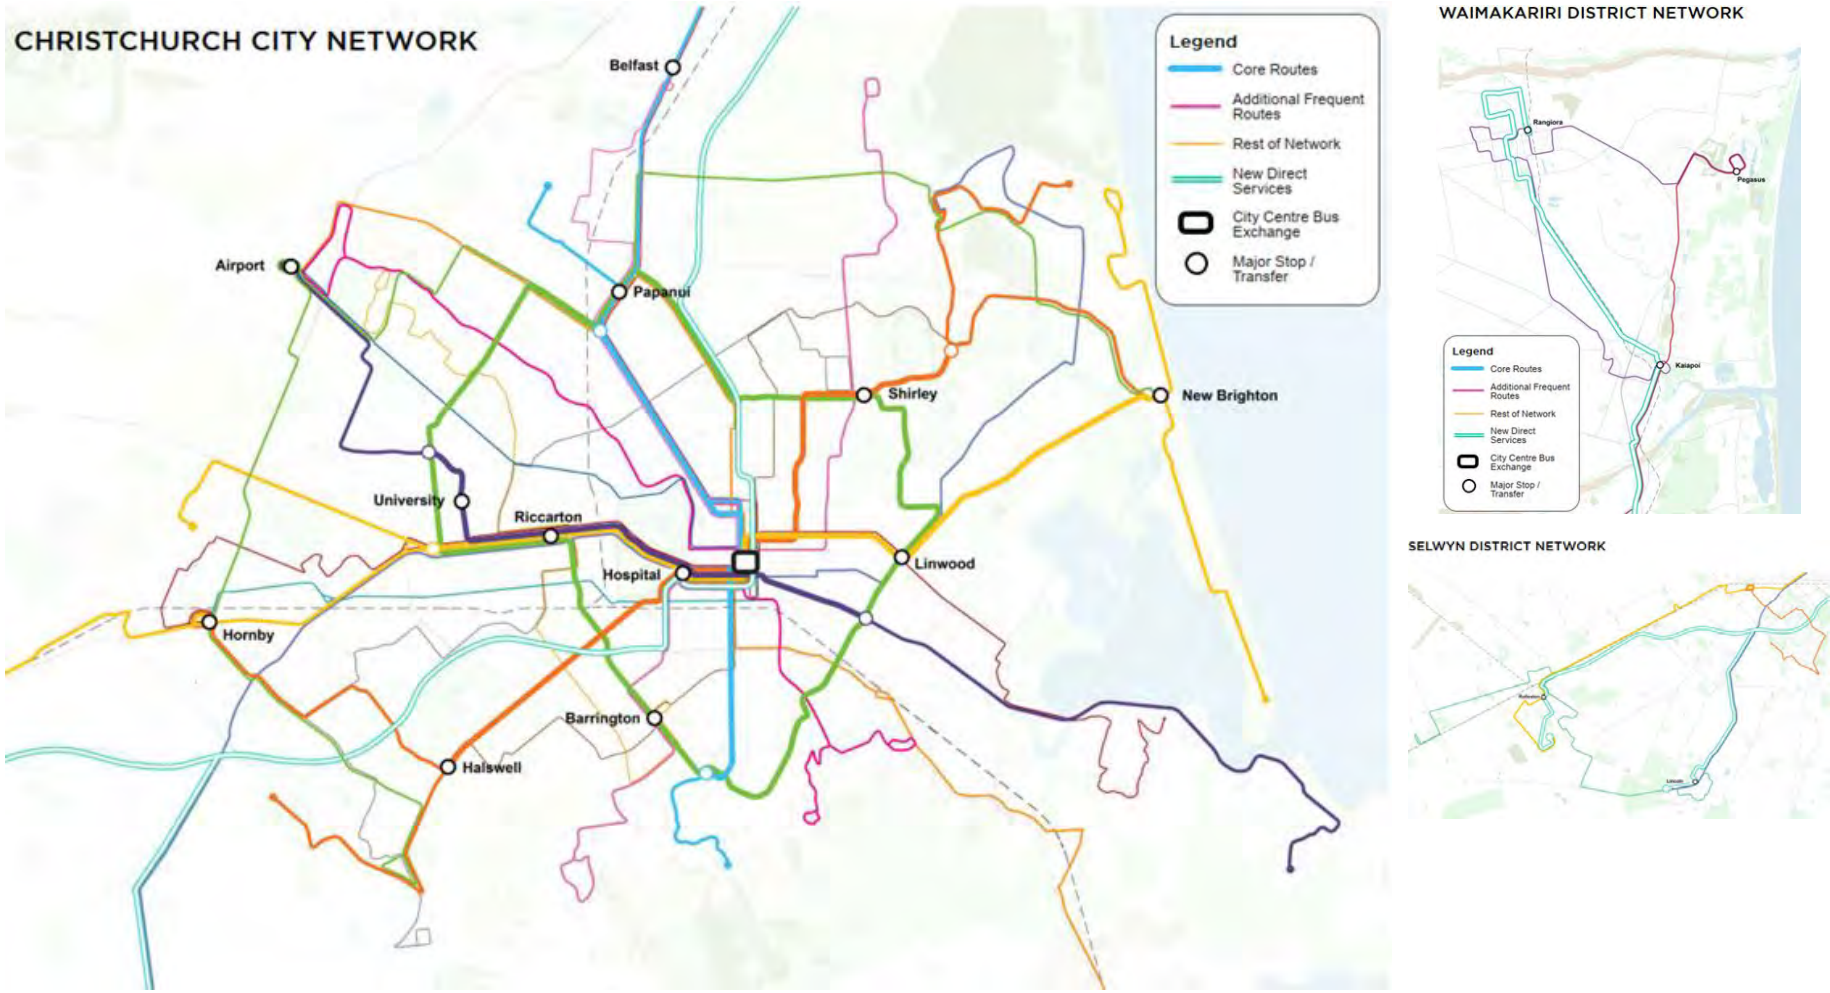 CHRISTCHURCH CITY NETWORK
Belfast
Airport
Papanui
Shirley
New Brighton
University
Riccarton
Hospital
Linwood
Hornby
Barrington
Halswell
Legend
Core Routes
Additional Frequent
Routes
Rest of Network
New Direct
Services
City Centre Bus
Exchange
Major Stop /
Transfer
WAIMAKARIRI DISTRICT NETWORK
Rangiora
Pegasus
Kaiapoi
Legend
Core Routes
Additional Frequent
Routes
Rest of Network
New Direct
Services
City Centre Bus
Exchange
Major Stop /
Transfer
SELWYN DISTRICT NETWORK
Rolleston
Lincoln